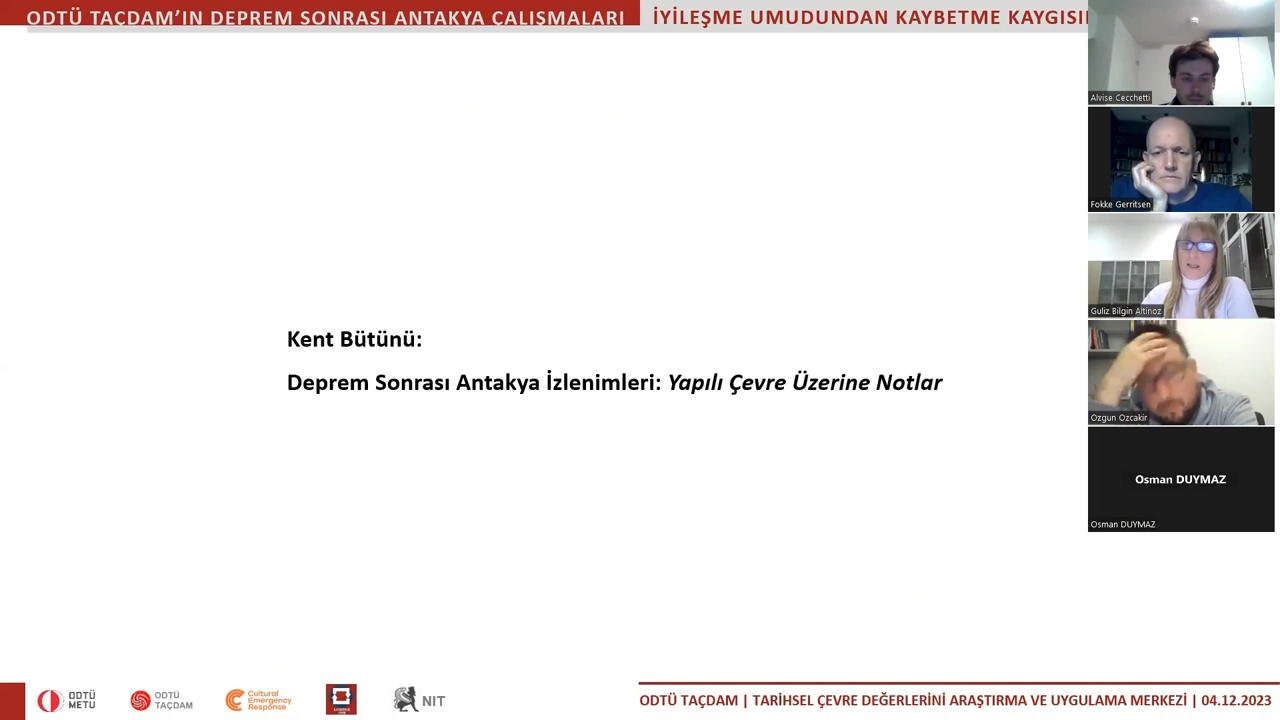 ODTÜ TAÇDAM’IN DEPREM SONRASI ANTAKYA ÇALIŞMALARI
İYİLEŞME UMUDUNDAN KAYBETME
Alvise Cecchetti
Fokke Gerritsen
Guliz Bilgin Altinoz
Ozgun Ozcakir
Osman DUYMAZ
Osman DUYMAZ
Kent Bütünü:
Deprem Sonrası Antakya İzlenimleri: Yapılı Çevre Üzerine Notlar
ODTÜ
METU
ODTÜ
TAÇDAM
Cultural
Emergency
Response
NIT
ODTÜ TAÇDAM | TARİHSEL ÇEVRE DEĞERLERİNİ ARAŞTIRMA VE UYGULAMA MERKEZİ | 04.12.2023